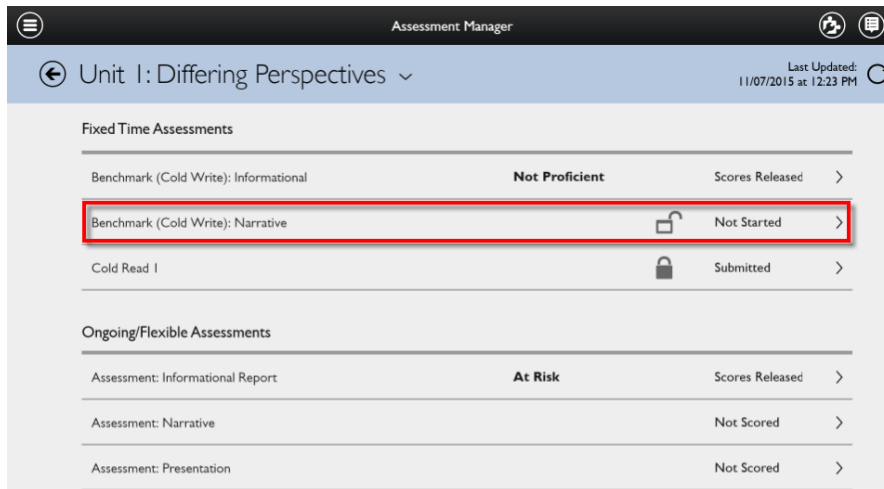 Assessment Manager
Unit 1: Differing Perspectives
Last Updated:
11/07/2015 at 12:23 PM
Fixed Time Assessments
Benchmark (Cold Write): Informational Not Proficient Scores Released
Benchmark (Cold Write): Narrative Not Started
Cold Read 1 Submitted
Ongoing/Flexible Assessments
Assessment: Informational Report At Risk Scores Released
Assessment: Narrative Not Scored
Assessment: Presentation Not Scored